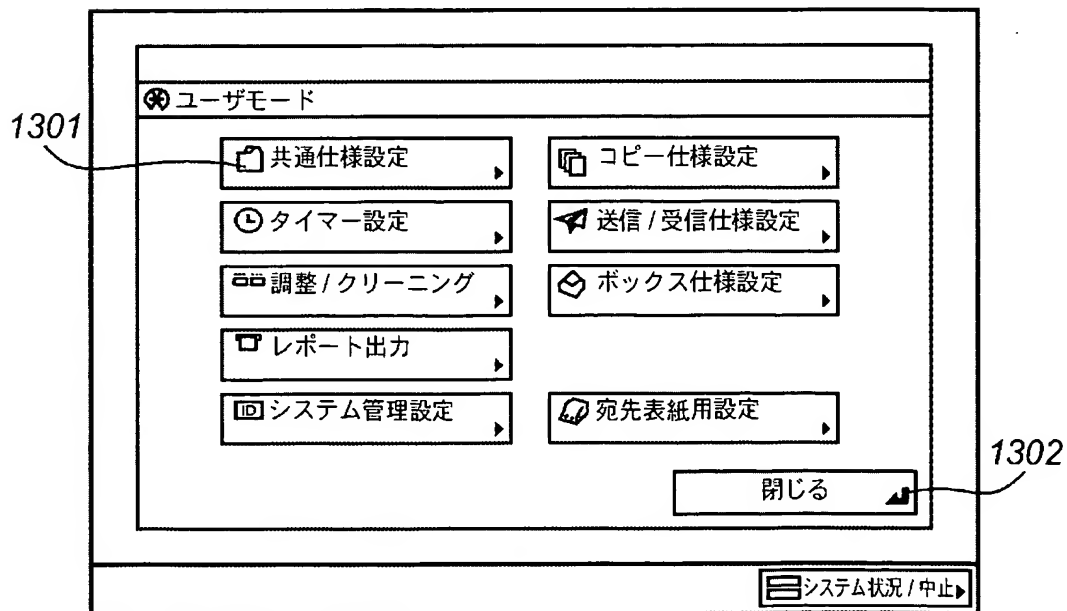 ユーザモード
1301
共通仕様設定
コピー仕様設定
タイマー設定
送信 / 受信仕様設定
調整 / クリーニング
ボックス仕様設定
レポート出力
ID システム管理設定
宛先表紙用設定
1302
閉じる
システム状況 / 中止